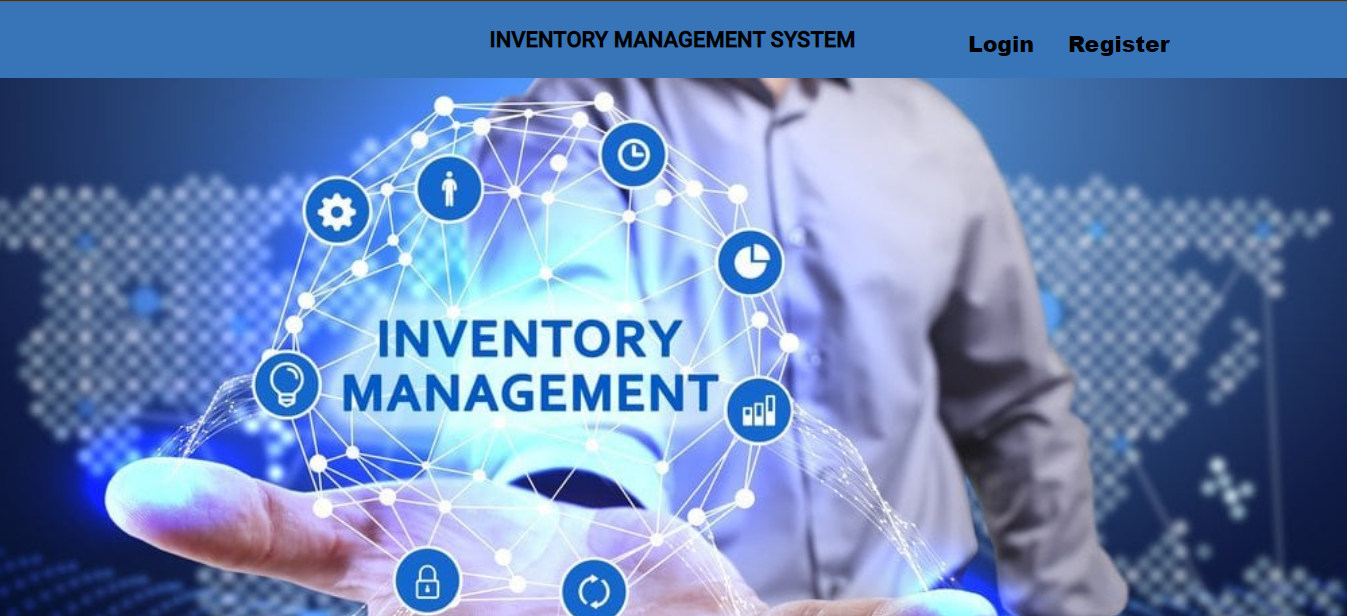 INVENTORY MANAGEMENT SYSTEM
Login Register
INVENTORY
MANAGEMENT